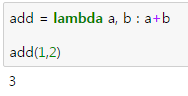 add = lambda a, b : a+b
add(1,2)
3